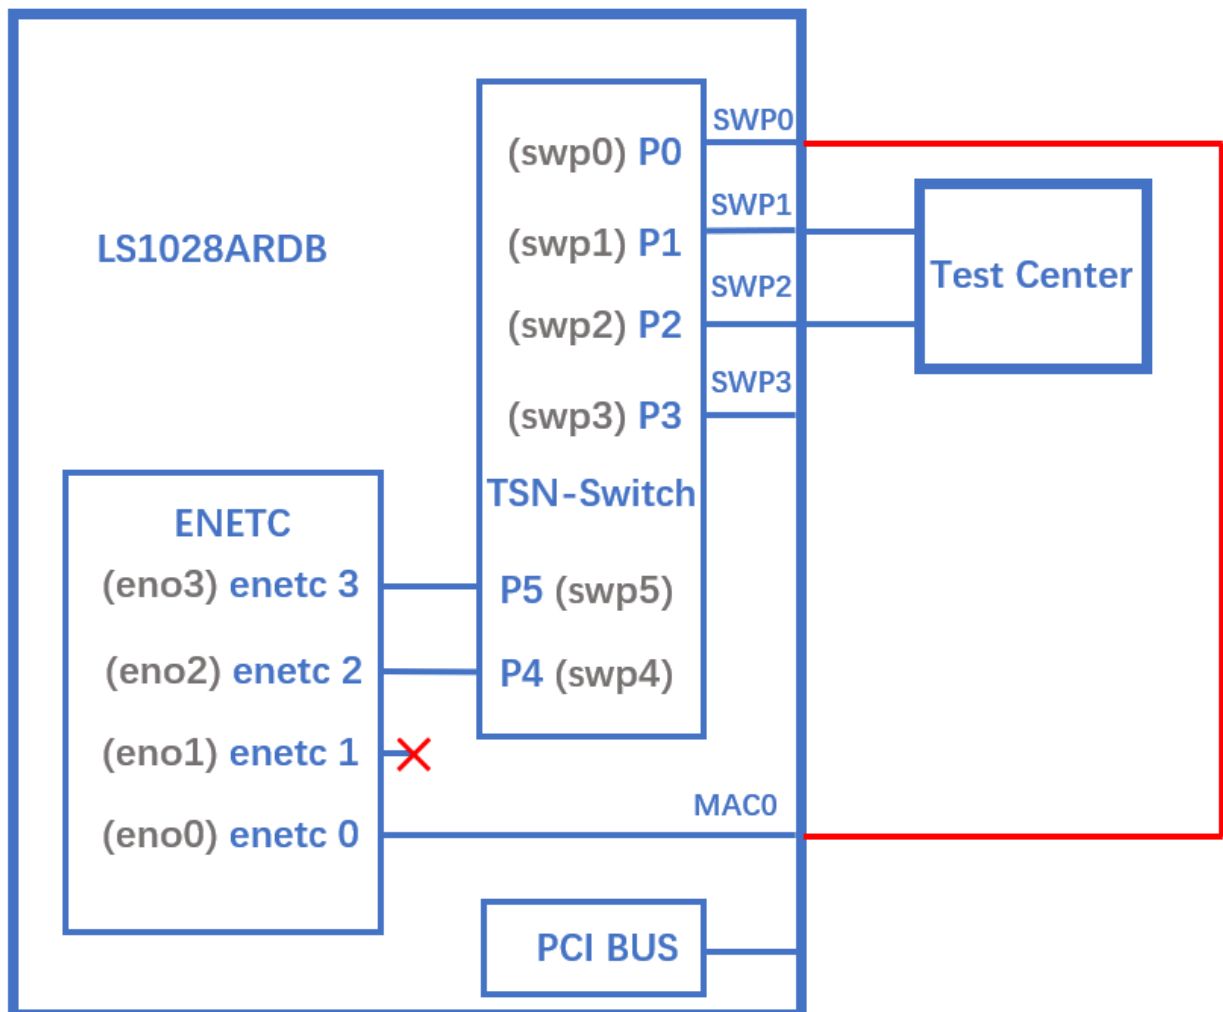 SWP0
(swp0) P0
SWP1
(swp1) P1
LS1028ARDB
Test Center
SWP2
(swp2) P2
SWP3
(swp3) P3
TSN-Switch
ENETC
(eno3) enetc 3
P5 (swp5)
(eno2) enetc 2
P4 (swp4)
(eno1) enetc 1
MAC0
(eno0) enetc 0
PCI BUS